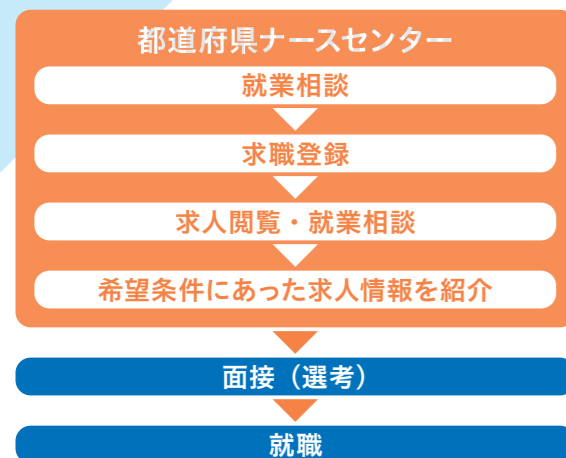 都道府県ナースセンター
就業相談
求職登録
求人閲覧・就業相談
希望条件にあった求人情報を紹介
面接（選考）
就職